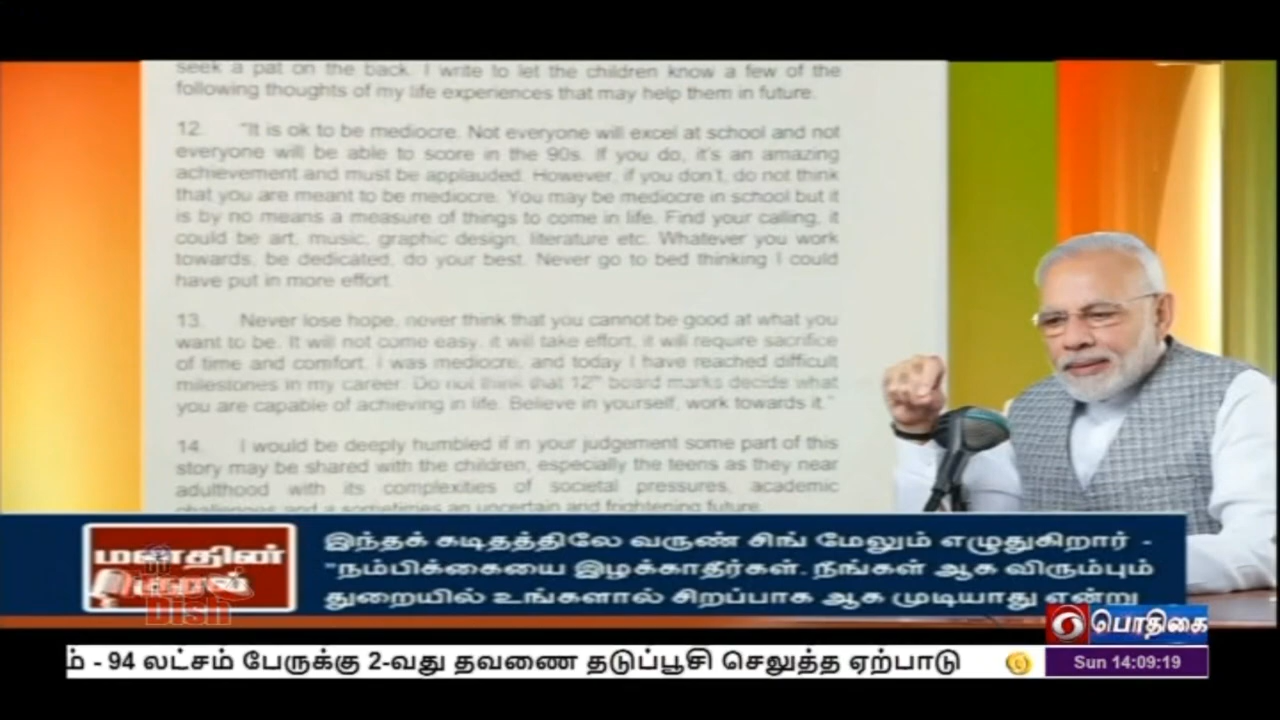 seek a pat on the back. I write to let the children know a few of the
following thoughts of my life experiences that may help them in future.
12. "It is ok to be mediocre. Not everyone will excel at school and not
everyone will be able to score in the 90s. If you do, it's an amazing
achievement and must be applauded. However, if you don't, do not think
that you are meant to be mediocre. You may be mediocre in school but it
is by no means a measure of things to come in life. Find your calling, it
could be art, music, graphic design, literature etc. Whatever you work
towards, be dedicated, do your best. Never go to bed thinking I could
have put in more effort.
13. Never lose hope, never think that you cannot be good at what you
want to be. It will not come easy, it will take effort, it will require sacrifice
of time and comfort. I was mediocre, and today I have reached difficult
milestones in my career. Do not think that 12th board marks decide what
you are capable of achieving in life. Believe in yourself, work towards it."
14. I would be deeply humbled if in your judgement some part of this
story may be shared with the children, especially the teens as they near
adulthood with its complexities of societal pressures, academic
challenges and a sometimes an uncertain and frightening future.
மனதின் குரல்
Dish
இந்தக் கடிதத்திலே வருண் சிங் மேலும் எழுதுகிறார் -
"நம்பிக்கையை இழக்காதீர்கள். நீங்கள் ஆக விரும்பும்
துறையில் உங்களால் சிறப்பாக ஆக முடியாது என்று
பொதிகை
ம் - 94 லட்சம் பேருக்கு 2-வது தவணை தடுப்பூசி செலுத்த ஏற்பாடு
Sun 14:09:19